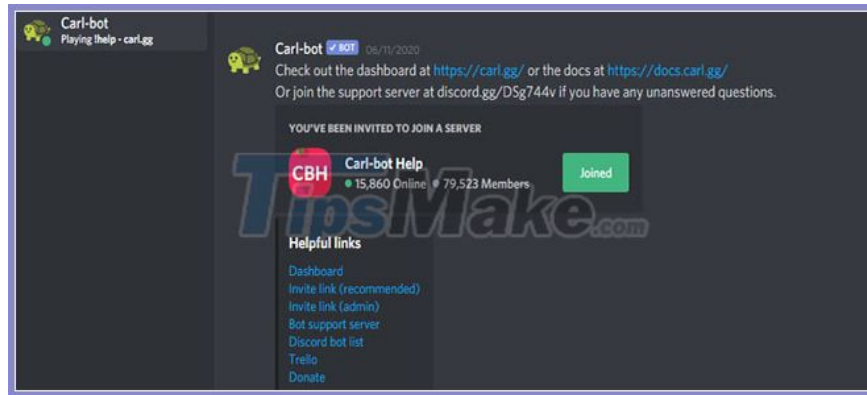 Carl-bot
Playing !help - carl.gg
Carl-bot ✓ BOT 06/11/2020
Check out the dashboard at https://carl.gg/ or the docs at https://docs.carl.gg/
Or join the support server at discord.gg/DSg744v if you have any unanswered questions.
YOU'VE BEEN INVITED TO JOIN A SERVER
CBH
Carl-bot Help
15,860 Online 79,523 Members
Joined
TipsMake.com
Helpful links
Dashboard
Invite link (recommended)
Invite link (admin)
Bot support server
Discord bot list
Trello
Donate